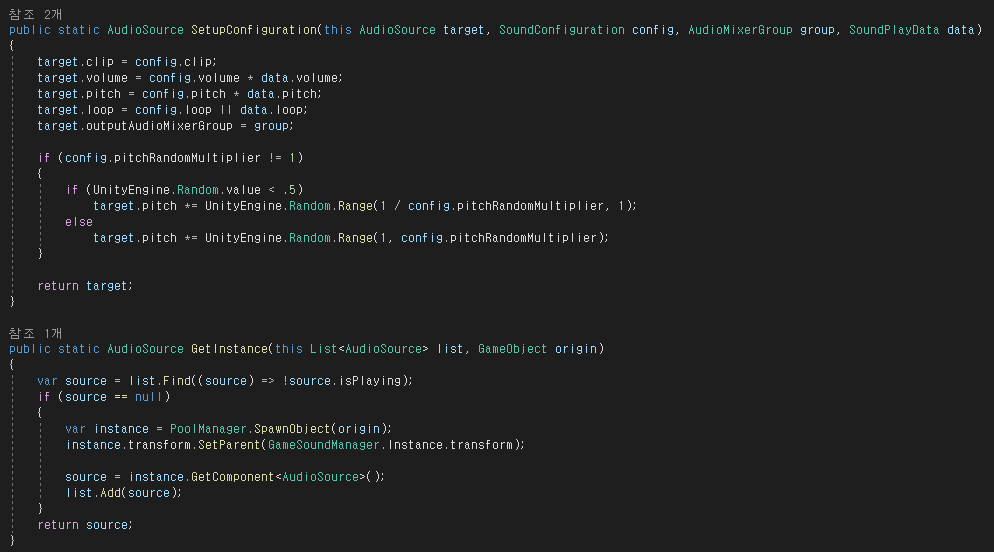 참조 2개
public static AudioSource SetupConfiguration(this AudioSource target, SoundConfiguration config, AudioMixerGroup group, SoundPlayData data)
{
target.clip = config.clip;
target.volume = config.volume * data.volume;
target.pitch = config.pitch * data.pitch;
target.loop = config.loop || data.loop;
target.outputAudioMixerGroup = group;
if (config.pitchRandomMultiplier != 1)
{
if (UnityEngine.Random.value < .5)
target.pitch *= UnityEngine.Random.Range(1 / config.pitchRandomMultiplier, 1);
else
target.pitch *= UnityEngine.Random.Range(1, config.pitchRandomMultiplier);
}
return target;
}
참조 1개
public static AudioSource GetInstance(this List<AudioSource> list, GameObject origin)
{
var source = list.Find((source) => !source.isPlaying);
if (source == null)
{
var instance = PoolManager.SpawnObject(origin);
instance.transform.SetParent(GameSoundManager.Instance.transform);
source = instance.GetComponent<AudioSource>();
list.Add(source);
}
return source;
}